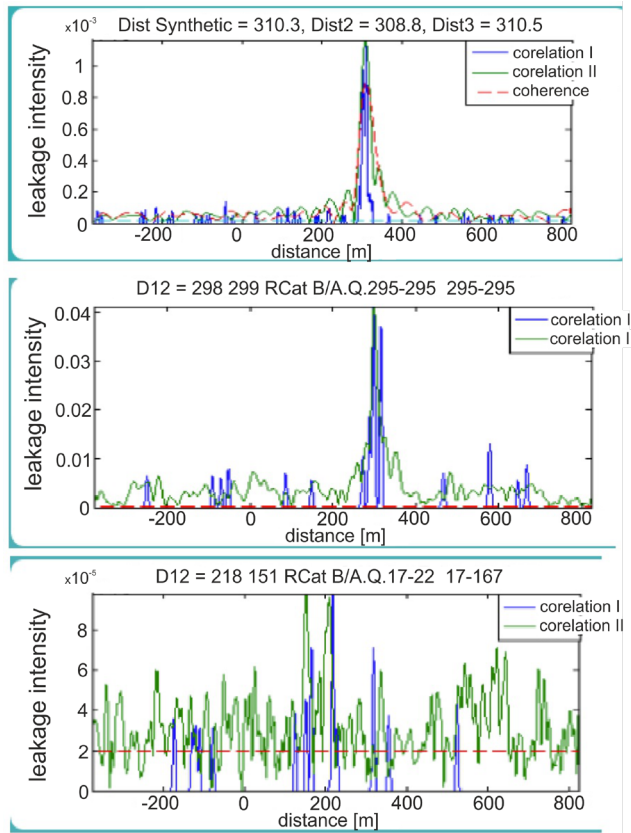 x10⁻³
Dist Synthetic = 310.3, Dist2 = 308.8, Dist3 = 310.5
leakage intensity
1
0.8
0.6
0.4
0.2
0
corelation I
corelation II
coherence
-200 0 200 400 600 800
distance [m]
D12 = 298 299 RCat B/A.Q.295-295 295-295
leakage intensity
0.04
0.03
0.02
0.01
0
corelation I
corelation I
-200 0 200 400 600 800
distance [m]
x10⁻⁵
D12 = 218 151 RCat B/A.Q.17-22 17-167
leakage intensity
8
6
4
2
0
corelation I
corelation II
-200 0 200 400 600 800
distance [m]